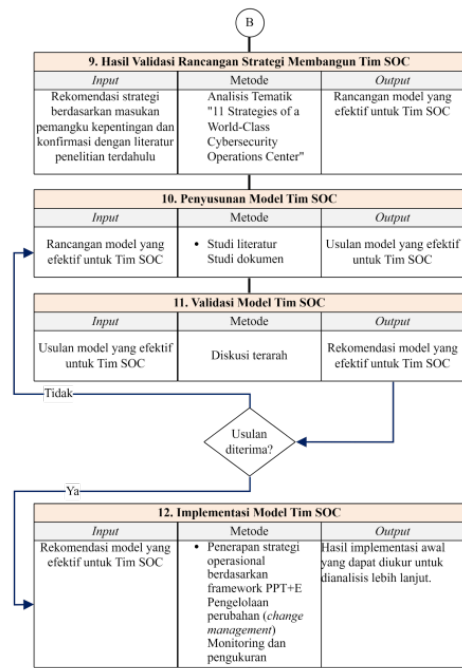 B
9. Hasil Validasi Rancangan Strategi Membangun Tim SOC
Input
Metode
Output
Rekomendasi strategi
berdasarkan masukan
pemangku kepentingan dan
konfirmasi dengan literatur
penelitian terdahulu
Analisis Tematik
"11 Strategies of a
World-Class
Cybersecurity
Operations Center"
Rancangan model yang
efektif untuk Tim SOC
10. Penyusunan Model Tim SOC
Input
Metode
Output
Rancangan model yang
efektif untuk Tim SOC
• Studi literatur
Studi dokumen
Usulan model yang efektif
untuk Tim SOC
11. Validasi Model Tim SOC
Input
Metode
Output
Usulan model yang efektif
untuk Tim SOC
Diskusi terarah
Rekomendasi model yang
efektif untuk Tim SOC
Tidak
Usulan
diterima?
Ya
12. Implementasi Model Tim SOC
Input
Metode
Output
Rekomendasi model yang
efektif untuk Tim SOC
• Penerapan strategi
operasional
berdasarkan
framework PPT+E
Pengelolaan
perubahan (change
management)
Monitoring dan
pengukuran
Hasil implementasi awal
yang dapat diukur untuk
dianalisis lebih lanjut.